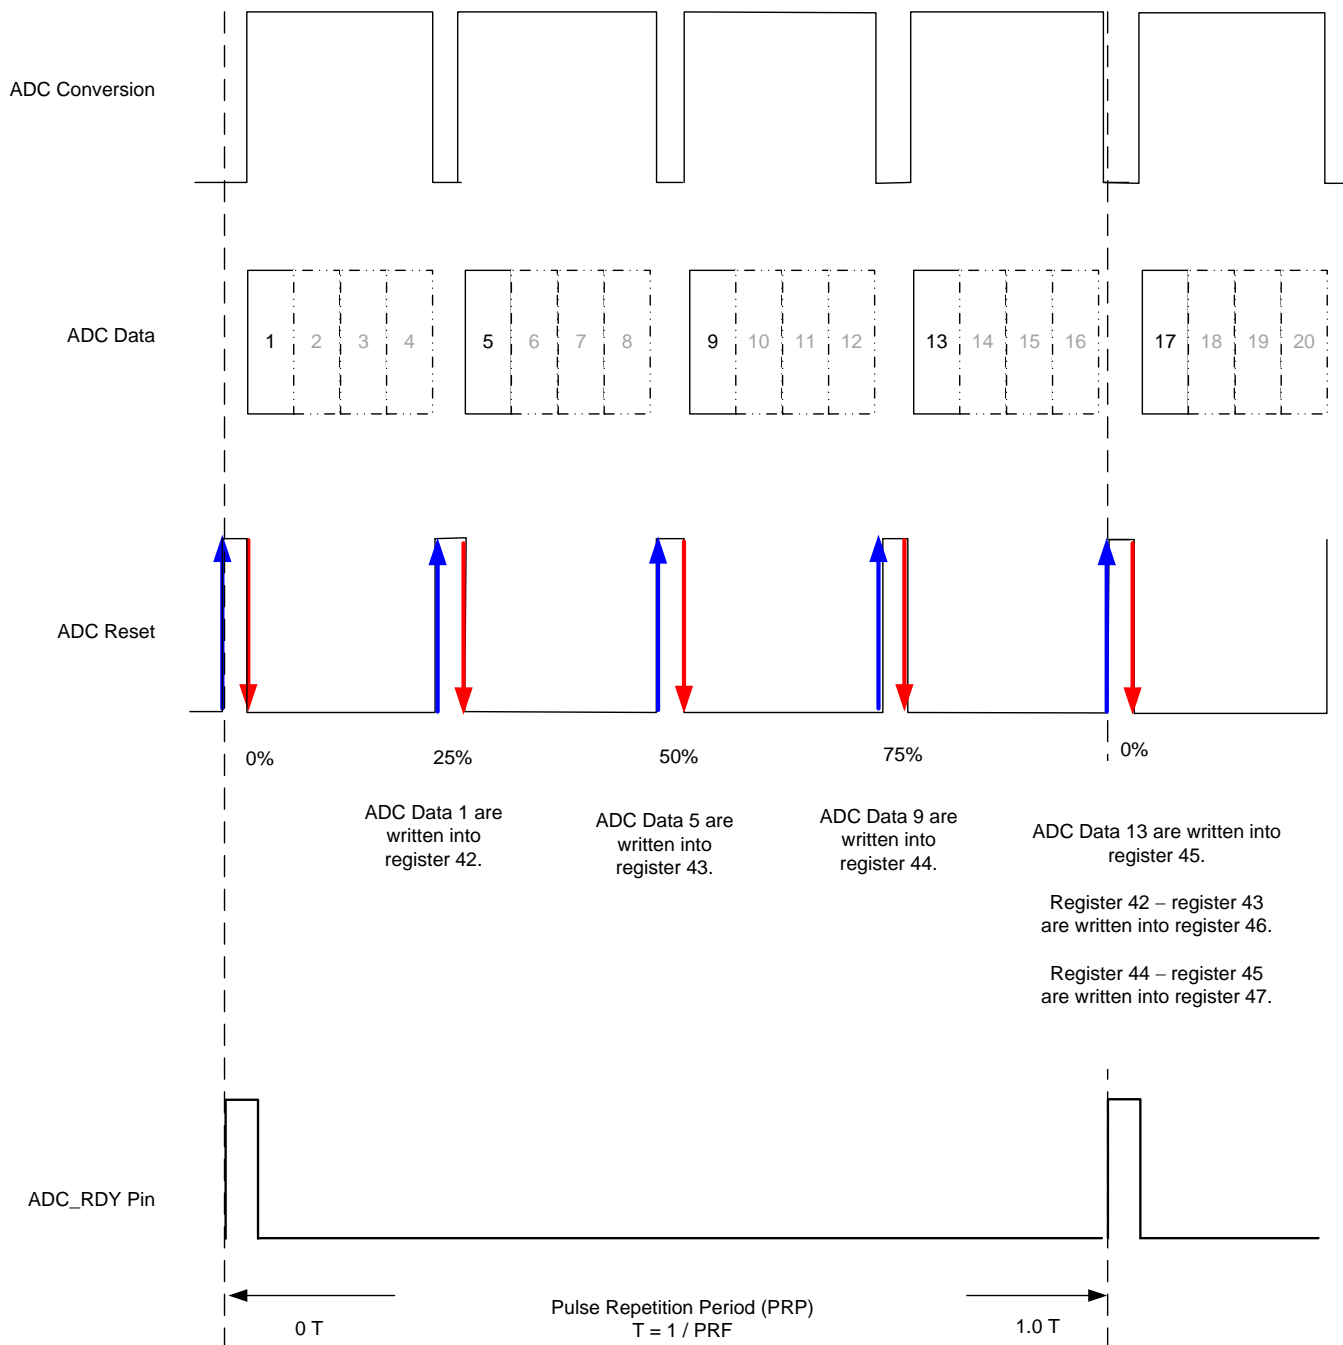 ADC Conversion
ADC Data
1 2 3 4 5 6 7 8 9 10 11 12 13 14 15 16 17 18 19 20
ADC Reset
0% 25% 50% 75% 0%
ADC Data 1 are
written into
register 42.
ADC Data 5 are
written into
register 43.
ADC Data 9 are
written into
register 44.
ADC Data 13 are written into
register 45.
Register 42 – register 43
are written into register 46.
Register 44 – register 45
are written into register 47.
ADC_RDY Pin
0 T
Pulse Repetition Period (PRP)
T = 1 / PRF
1.0 T